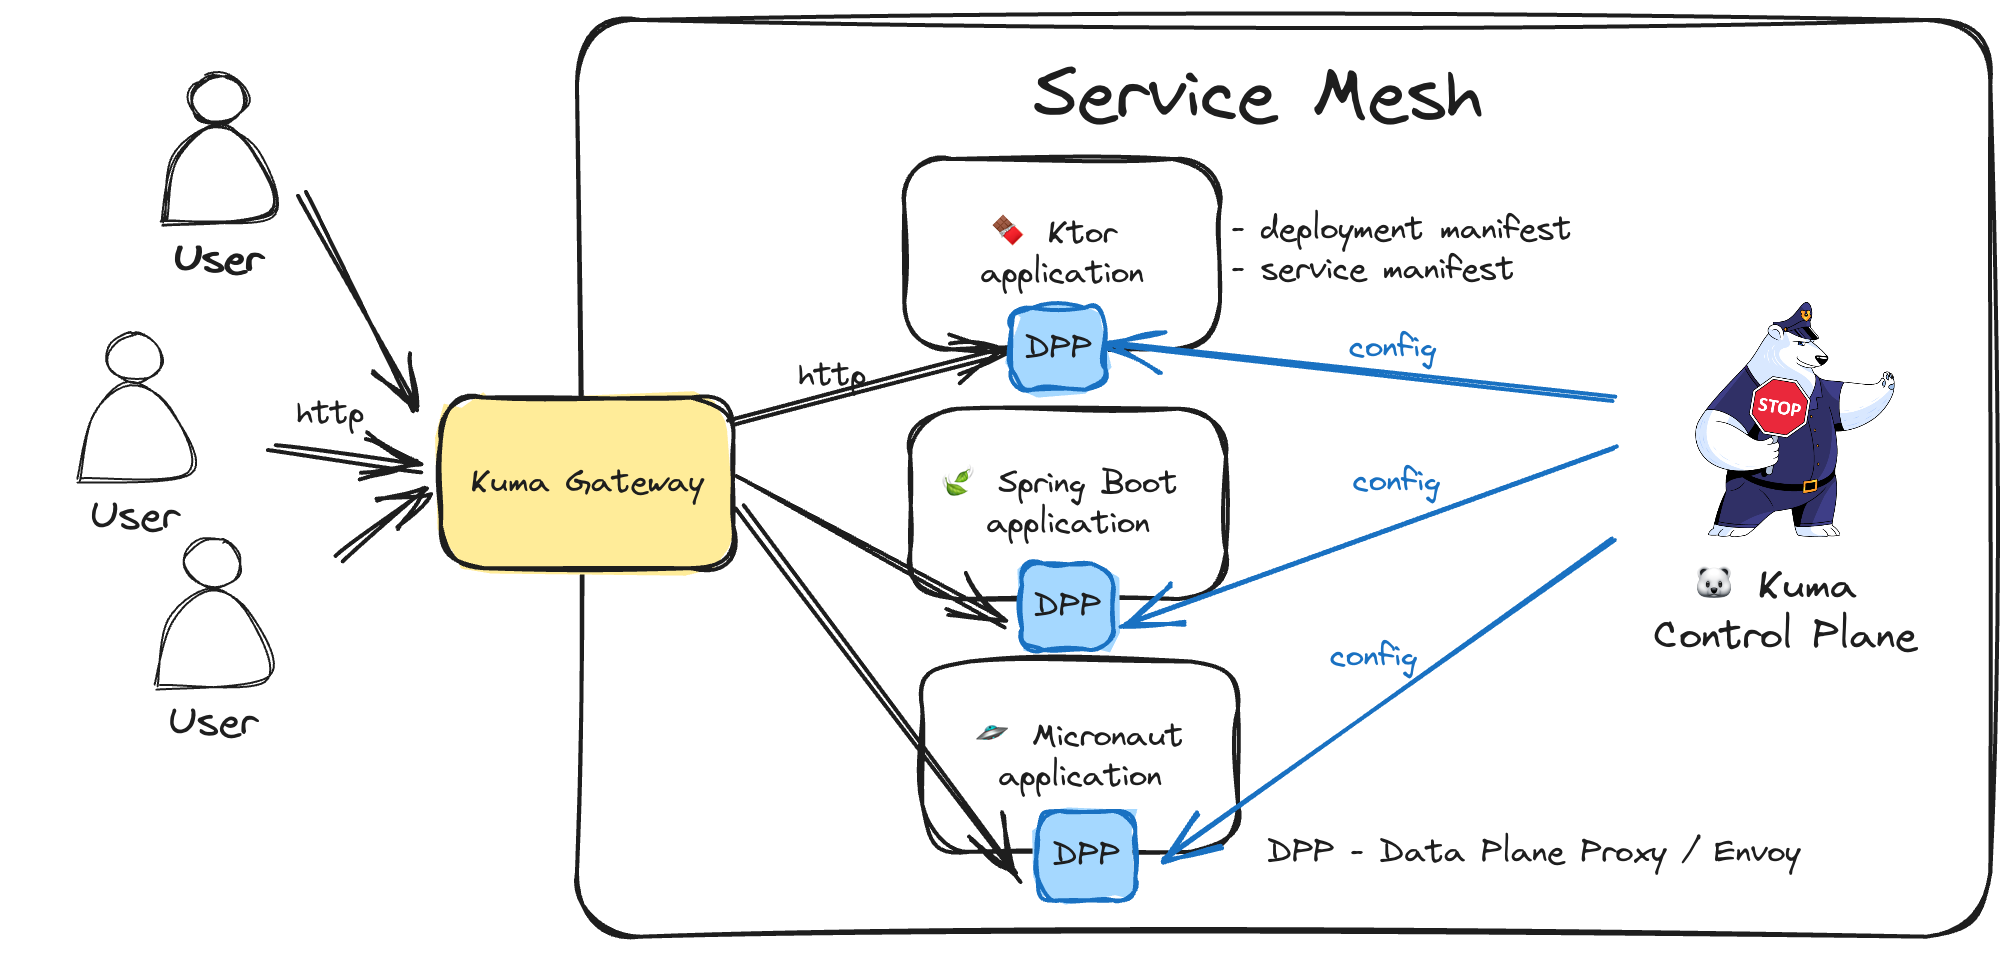 Service Mesh
User
User
User
http
Kuma Gateway
http
Ktor
application
DPP
- deployment manifest
- service manifest
config
Spring Boot
application
DPP
config
Micronaut
application
DPP
config
STOP
Kuma
Control Plane
DPP - Data Plane Proxy / Envoy